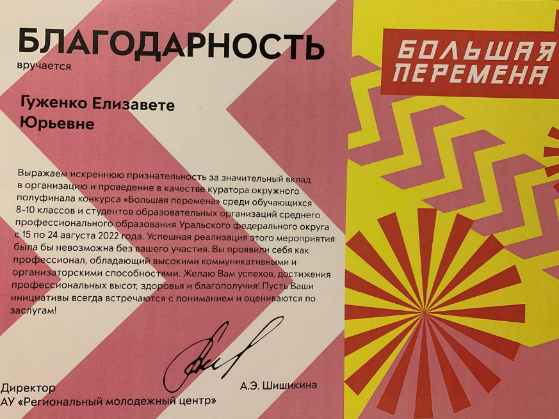 БЛАГОДАРНОСТЬ
вручается
Гуженко Елизавете
Юрьевне
Выражаем искреннюю признательность за значительный вклад
в организацию и проведение в качестве куратора окружного
полуфинала конкурса «Большая перемена» среди обучающихся
8-10 классов и студентов образовательных организаций среднего
профессионального образования Уральского федерального округа
с 15 по 24 августа 2022 года. Успешная реализация этого мероприятия
была бы невозможна без вашего участия. Вы проявили себя как
профессионал, обладающий высокими коммуникативными и
организаторскими способностями. Желаю Вам успехов, достижения
профессиональных высот, здоровья и благополучия! Пусть Ваши
инициативы всегда встречаются с пониманием и оцениваются по
заслугам!
Директор
АУ «Региональный молодежный центр»
А.Э. Шишикина
БОЛЬШАЯ
ПЕРЕМЕНА